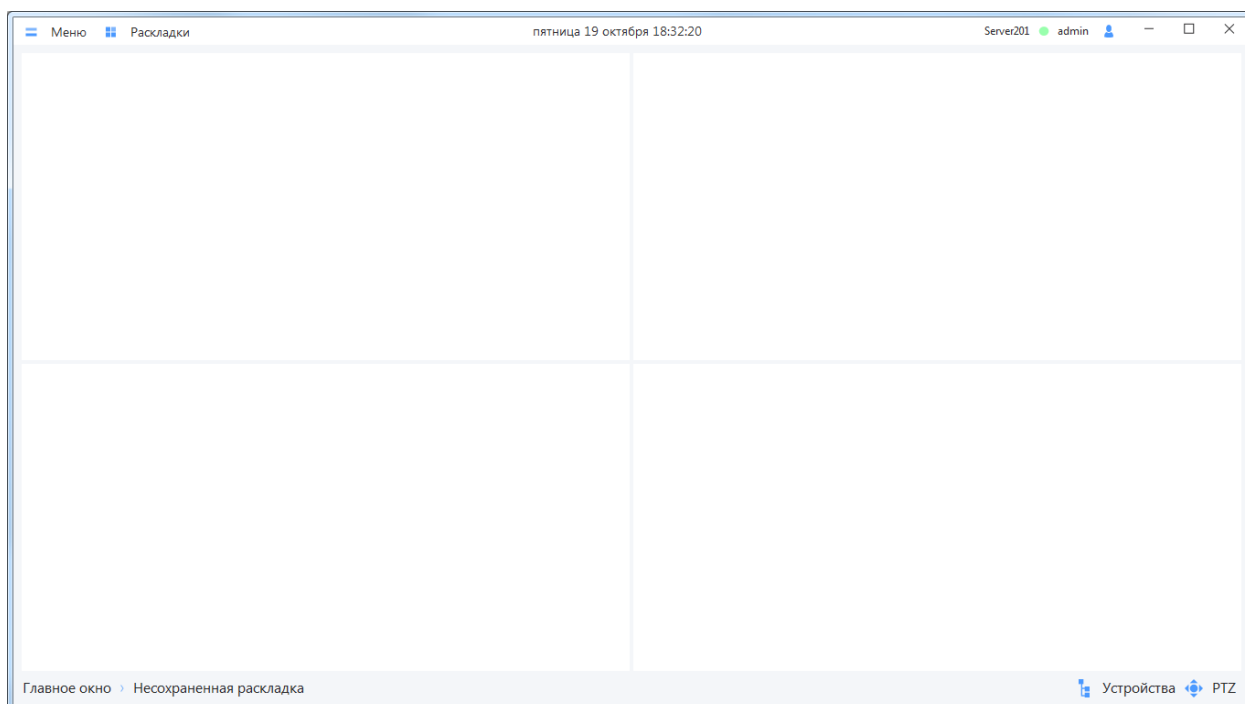 Меню Раскладки пятница 19 октября 18:32:20 Server201 admin
Главное окно › Несохраненная раскладка Устройства PTZ